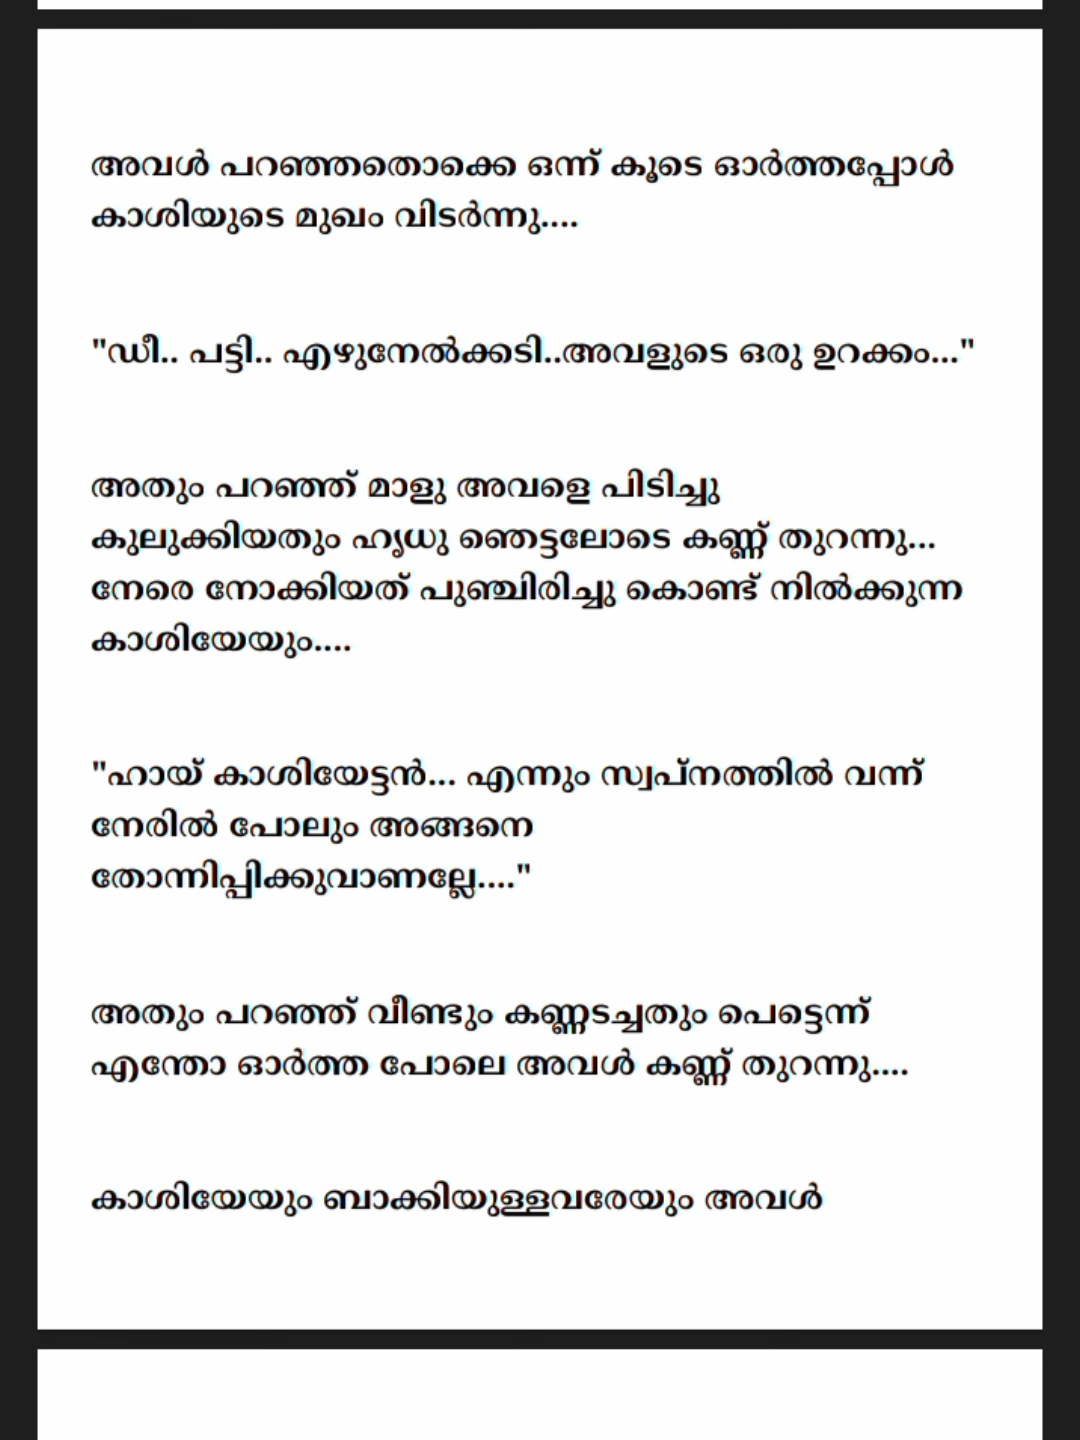 അവൾ പറഞ്ഞതൊക്കെ ഒന്ന് കൂടെ ഓർത്തപ്പോൾ
കാശിയുടെ മുഖം വിടർന്നു....
"ഡീ.. പട്ടി.. എഴുനേൽക്കടി..അവളുടെ ഒരു ഉറക്കം..."
അതും പറഞ്ഞ് മാളു അവളെ പിടിച്ചു
കുലുക്കിയതും ഹൃധു ഞെട്ടലോടെ കണ്ണ് തുറന്നു...
നേരെ നോക്കിയത് പുഞ്ചിരിച്ചു കൊണ്ട് നിൽക്കുന്ന
കാശിയേയും....
"ഹായ് കാശിയേട്ടൻ... എന്നും സ്വപ്നത്തിൽ വന്ന്
നേരിൽ പോലും അങ്ങനെ
തോന്നിപ്പിക്കുവാണല്ലേ...."
അതും പറഞ്ഞ് വീണ്ടും കണ്ണടച്ചതും പെട്ടെന്ന്
എന്തോ ഓർത്ത പോലെ അവൾ കണ്ണ് തുറന്നു....
കാശിയേയും ബാക്കിയുള്ളവരേയും അവൾ